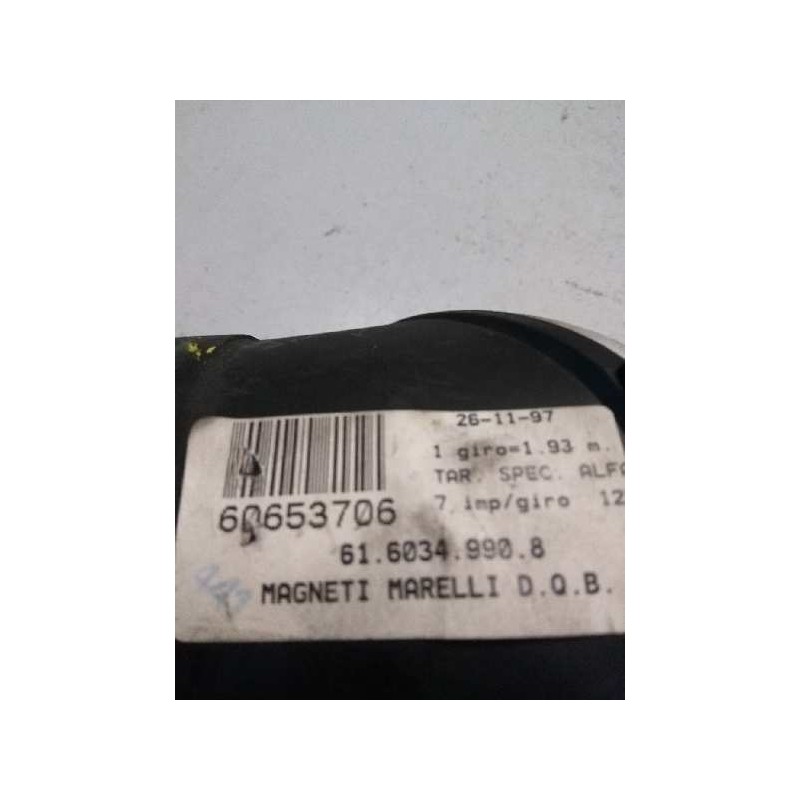 26-11-97
1 giro=1.93 m.
TAR. SPEC. ALFA
7 imp/giro 12
60653706
61.6034.990.8
MAGNETI MARELLI D.Q.B.